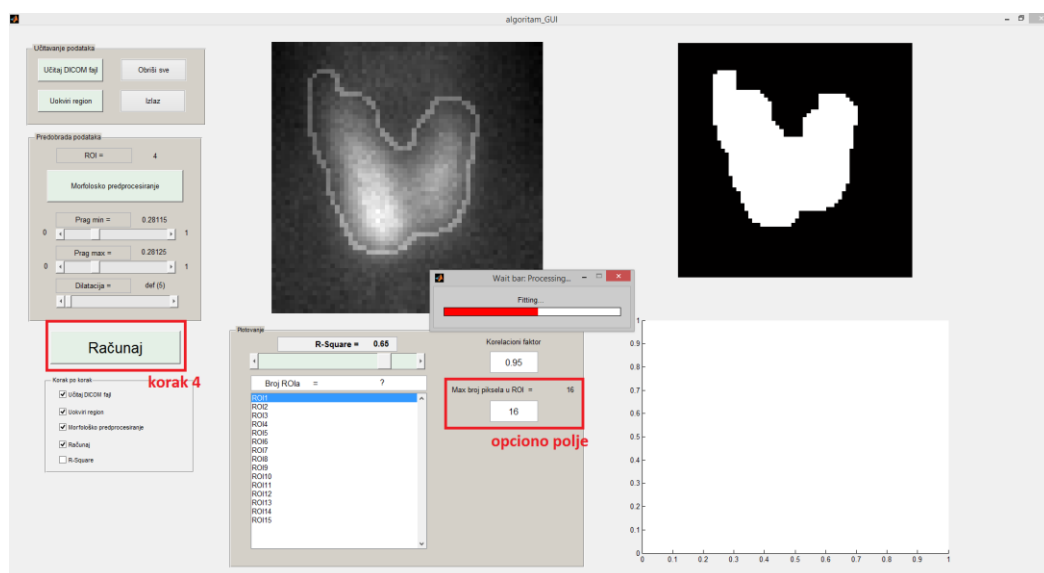 algoritam_GUI
Učitavanje podataka
Učitaj DICOM fajl
Obriši sve
Uokviri region
Izlaz
Predobrada podataka
ROI =
4
Morfolosko predprocesiranje
Prag min =
0.28115
0
1
Prag max =
0.28125
0
1
Dilatacija =
def (5)
Računaj
korak 4
Korak po korak
Učitaj DICOM fajl
Uokviri region
Morfološko predprocesiranje
Računaj
R-Square
Wait bar: Processing...
Fitting...
Plotovanje
R-Square =
0.65
Broj ROIa =
?
ROI1
ROI2
ROI3
ROI4
ROI5
ROI6
ROI7
ROI8
ROI9
ROI10
ROI11
ROI12
ROI13
ROI14
ROI15
Korelacioni faktor
0.95
Max broj piksela u ROI =
16
16
opciono polje
1
0.9
0.8
0.7
0.6
0.5
0.4
0.3
0.2
0.1
0
0 0.1 0.2 0.3 0.4 0.5 0.6 0.7 0.8 0.9 1